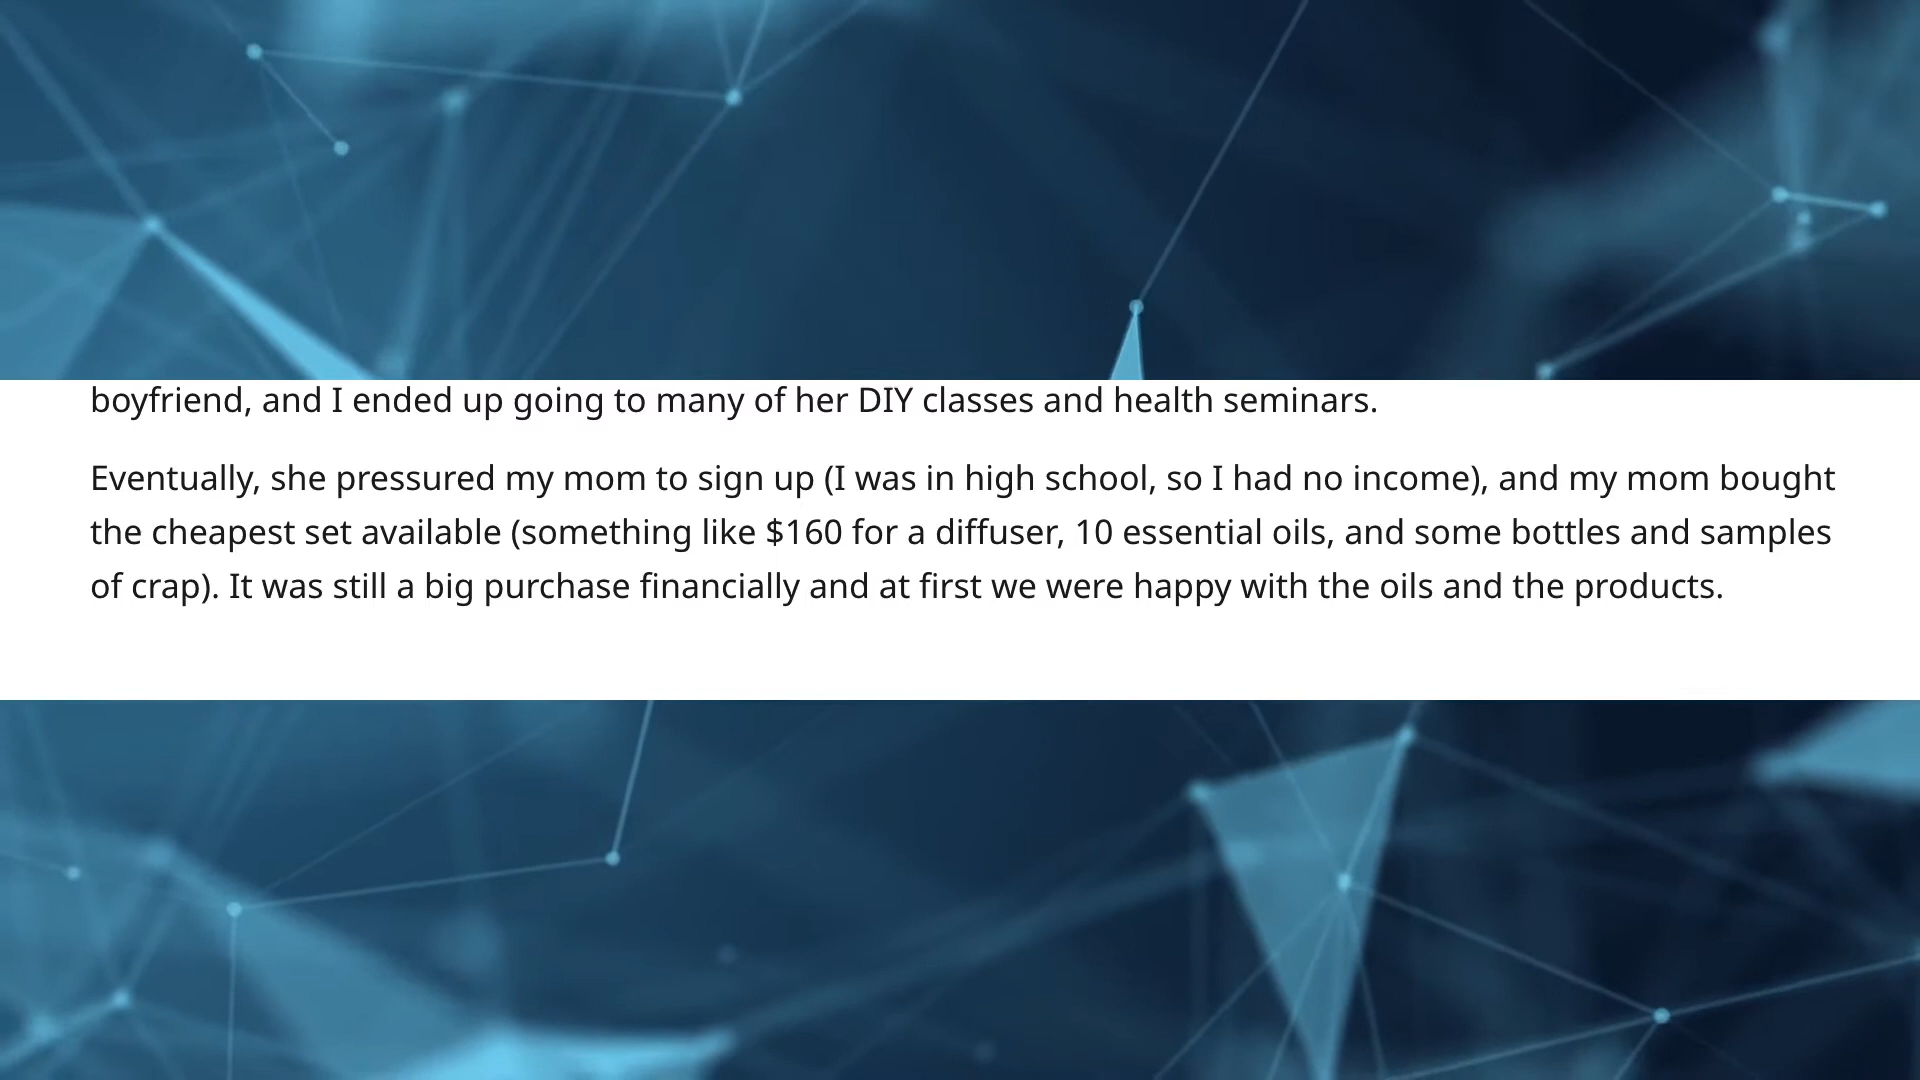 boyfriend, and I ended up going to many of her DIY classes and health seminars.
Eventually, she pressured my mom to sign up (I was in high school, so I had no income), and my mom bought
the cheapest set available (something like $160 for a diffuser, 10 essential oils, and some bottles and samples
of crap). It was still a big purchase financially and at first we were happy with the oils and the products.